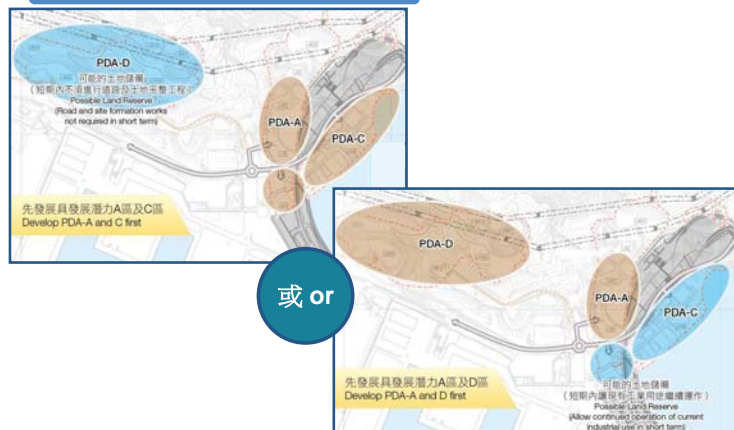 PDA-D
可能的土地儲備
（短期內不須進行道路及土地平整工程）
Possible Land Reserve
(Road and site formation works
not required in short term)
PDA-A
PDA-C
先發展具發展潛力A區及C區
Develop PDA-A and C first
或 or
PDA-D
PDA-A
PDA-C
先發展具發展潛力A區及D區
Develop PDA-A and D first
可能的土地儲備
（短期內讓現有工業用途繼續運作）
Possible Land Reserve
(Allow continued operation of current
industrial use in short term)